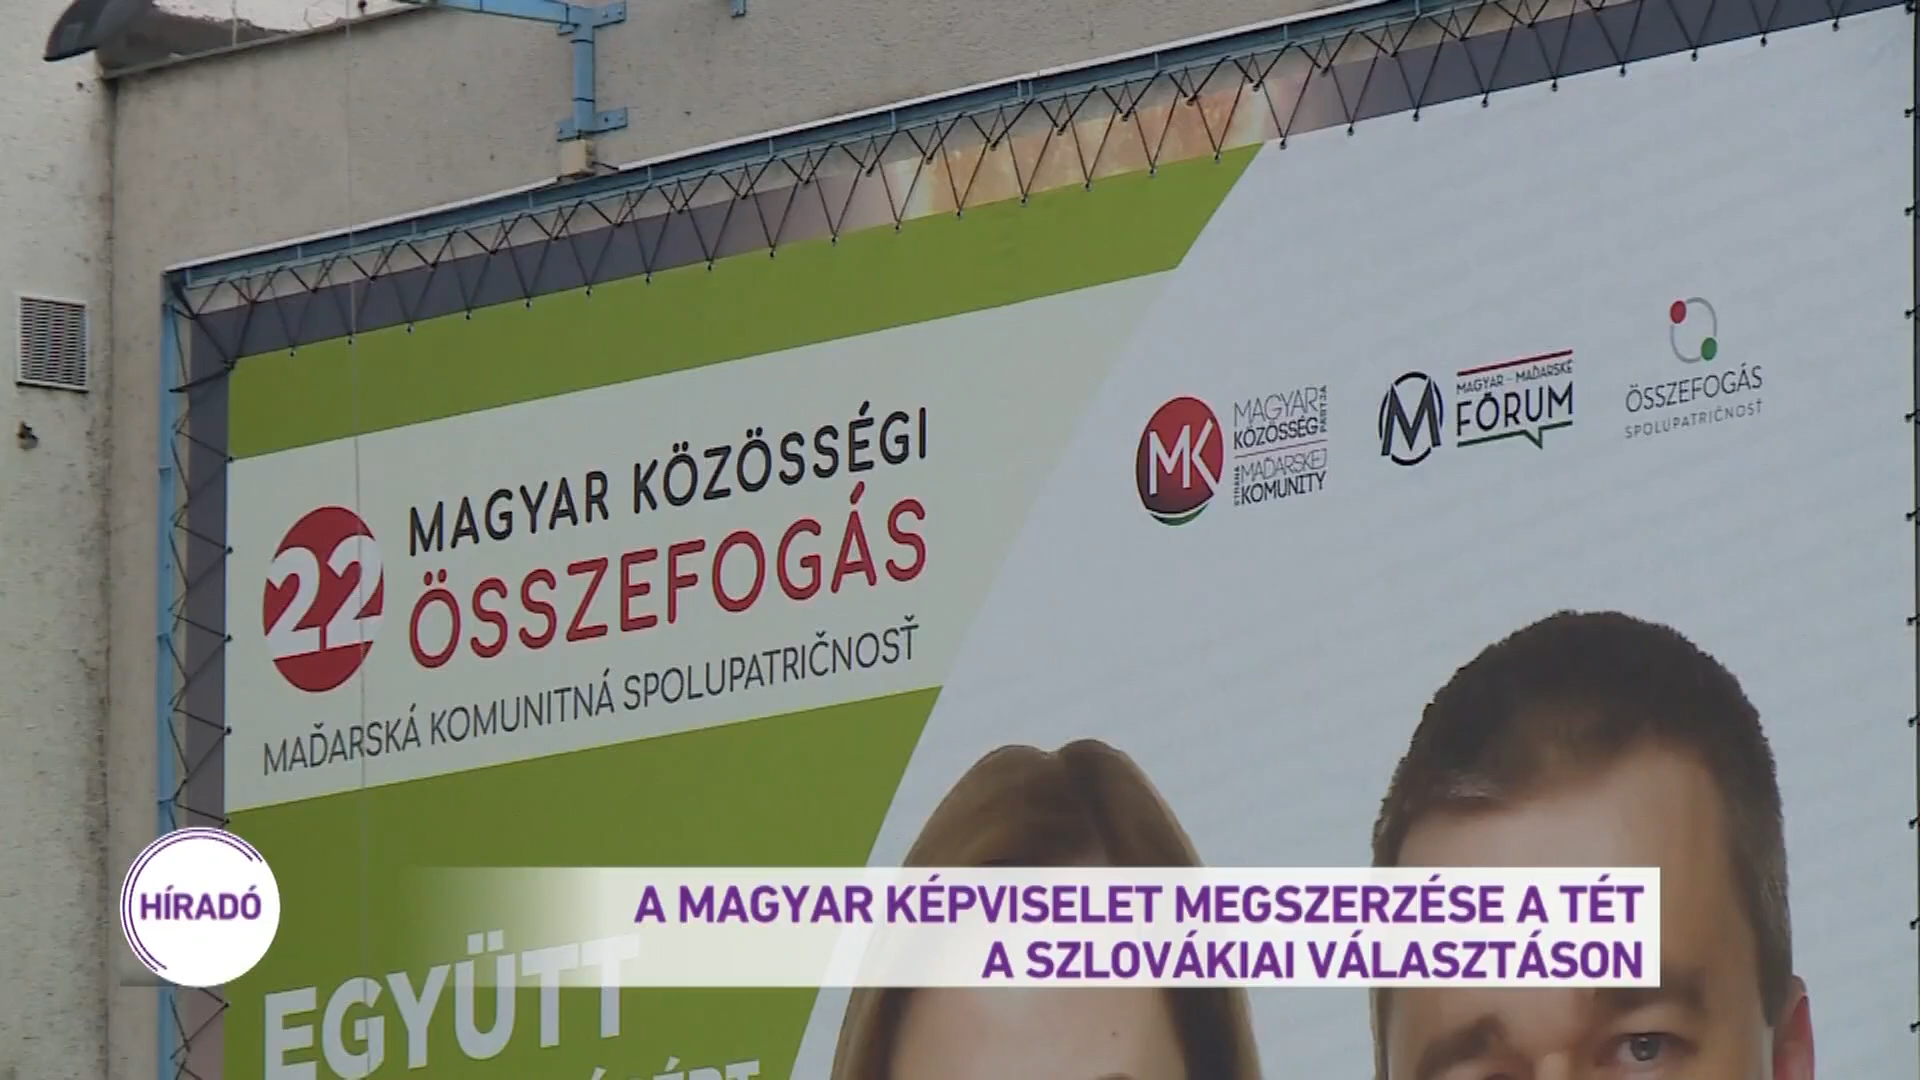 22
MAGYAR KÖZÖSSÉGI
ÖSSZEFOGÁS
MAĎARSKÁ KOMUNITNÁ SPOLUPATRIČNOSŤ
MK
MAGYAR
KÖZÖSSÉG
PÁRTJA
STRANA
MAĎARSKEJ
KOMUNITY
M
MAGYAR - MAĎARSKÉ
FÓRUM
ÖSSZEFOGÁS
SPOLUPATRIČNOSŤ
EGYÜTT
HÍRADÓ
A MAGYAR KÉPVISELET MEGSZERZÉSE A TÉT
A SZLOVÁKIAI VÁLASZTÁSON